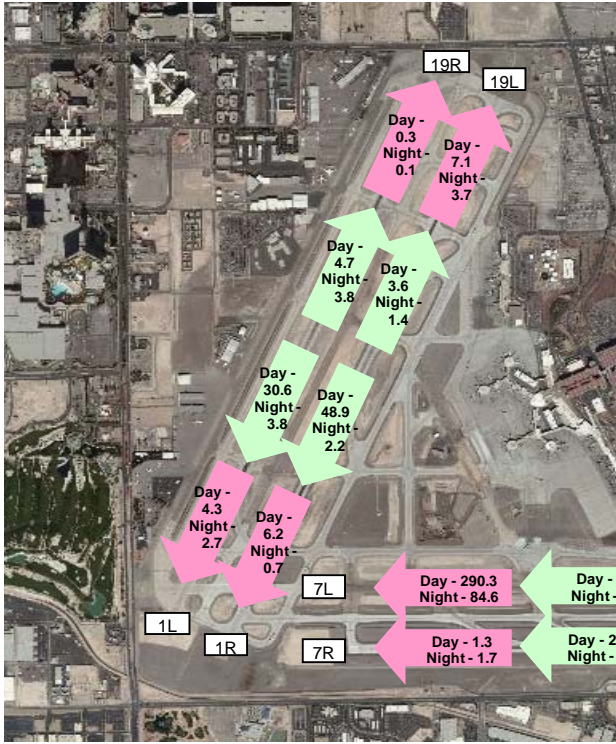 19R
19L
Day -
0.3
Night -
0.1
Day -
7.1
Night -
3.7
Day -
4.7
Night -
3.8
Day -
3.6
Night -
1.4
Day -
30.6
Night -
3.8
Day -
48.9
Night -
2.2
Day -
4.3
Night -
2.7
Day -
6.2
Night -
0.7
7L
Day - 290.3
Night - 84.6
Day -
Night -
1L
1R
7R
Day - 1.3
Night - 1.7
Day - 2
Night -